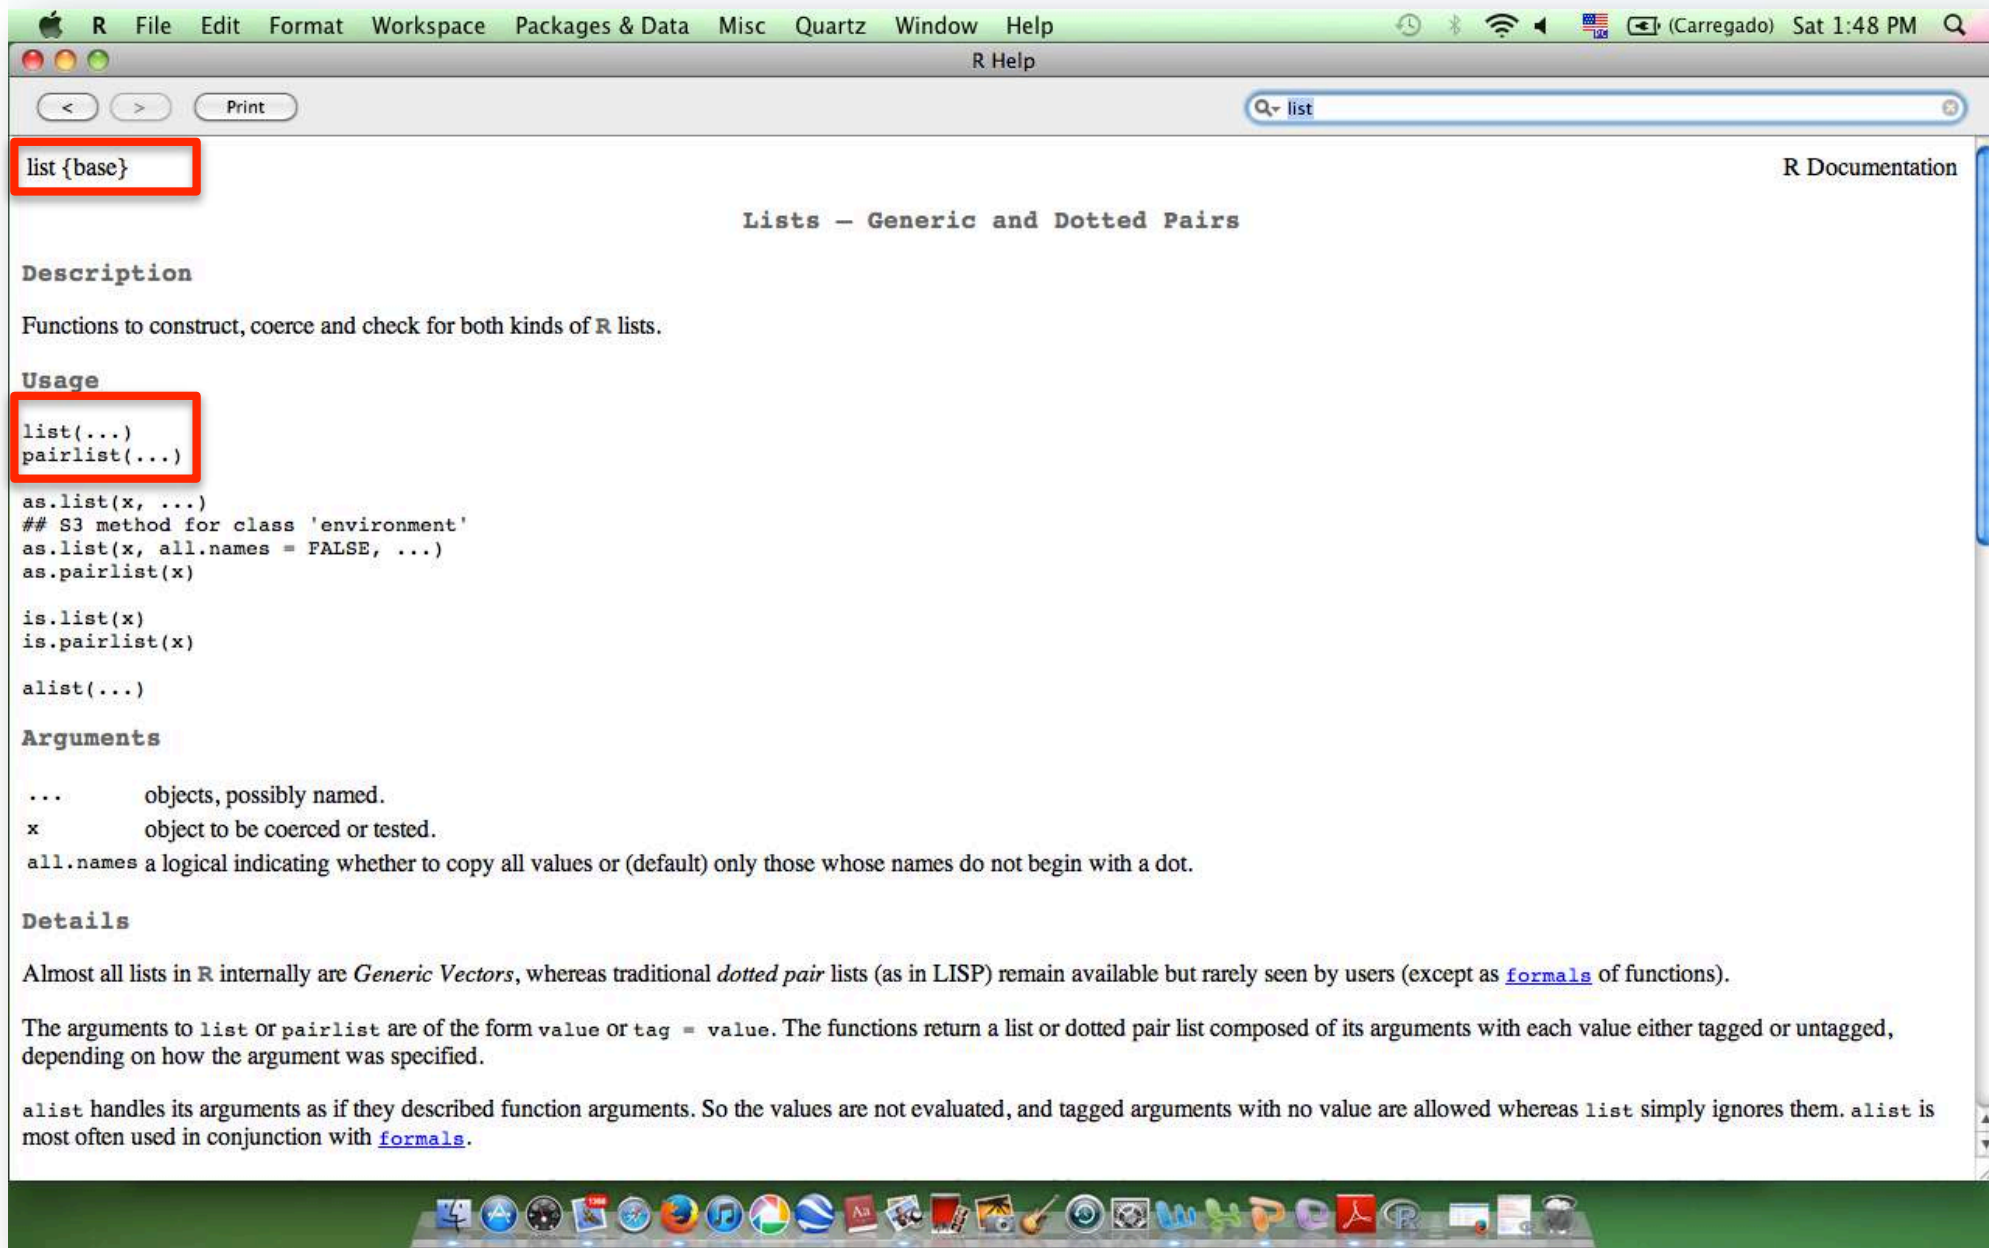 R File Edit Format Workspace Packages & Data Misc Quartz Window Help (Carregado) Sat 1:48 PM
R Help
< > Print list
list {base} R Documentation
Lists — Generic and Dotted Pairs
Description
Functions to construct, coerce and check for both kinds of R lists.
Usage
list(...)
pairlist(...)
as.list(x, ...)
## S3 method for class 'environment'
as.list(x, all.names = FALSE, ...)
as.pairlist(x)
is.list(x)
is.pairlist(x)
alist(...)
Arguments
... objects, possibly named.
x object to be coerced or tested.
all.names a logical indicating whether to copy all values or (default) only those whose names do not begin with a dot.
Details
Almost all lists in R internally are Generic Vectors, whereas traditional dotted pair lists (as in LISP) remain available but rarely seen by users (except as formals of functions).
The arguments to list or pairlist are of the form value or tag = value. The functions return a list or dotted pair list composed of its arguments with each value either tagged or untagged,
depending on how the argument was specified.
alist handles its arguments as if they described function arguments. So the values are not evaluated, and tagged arguments with no value are allowed whereas list simply ignores them. alist is
most often used in conjunction with formals.